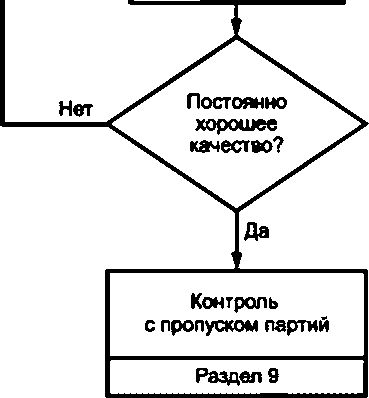 Постоянно
хорошее
качество?
Нет
Да
Контроль
с пропуском партий
Раздел 9